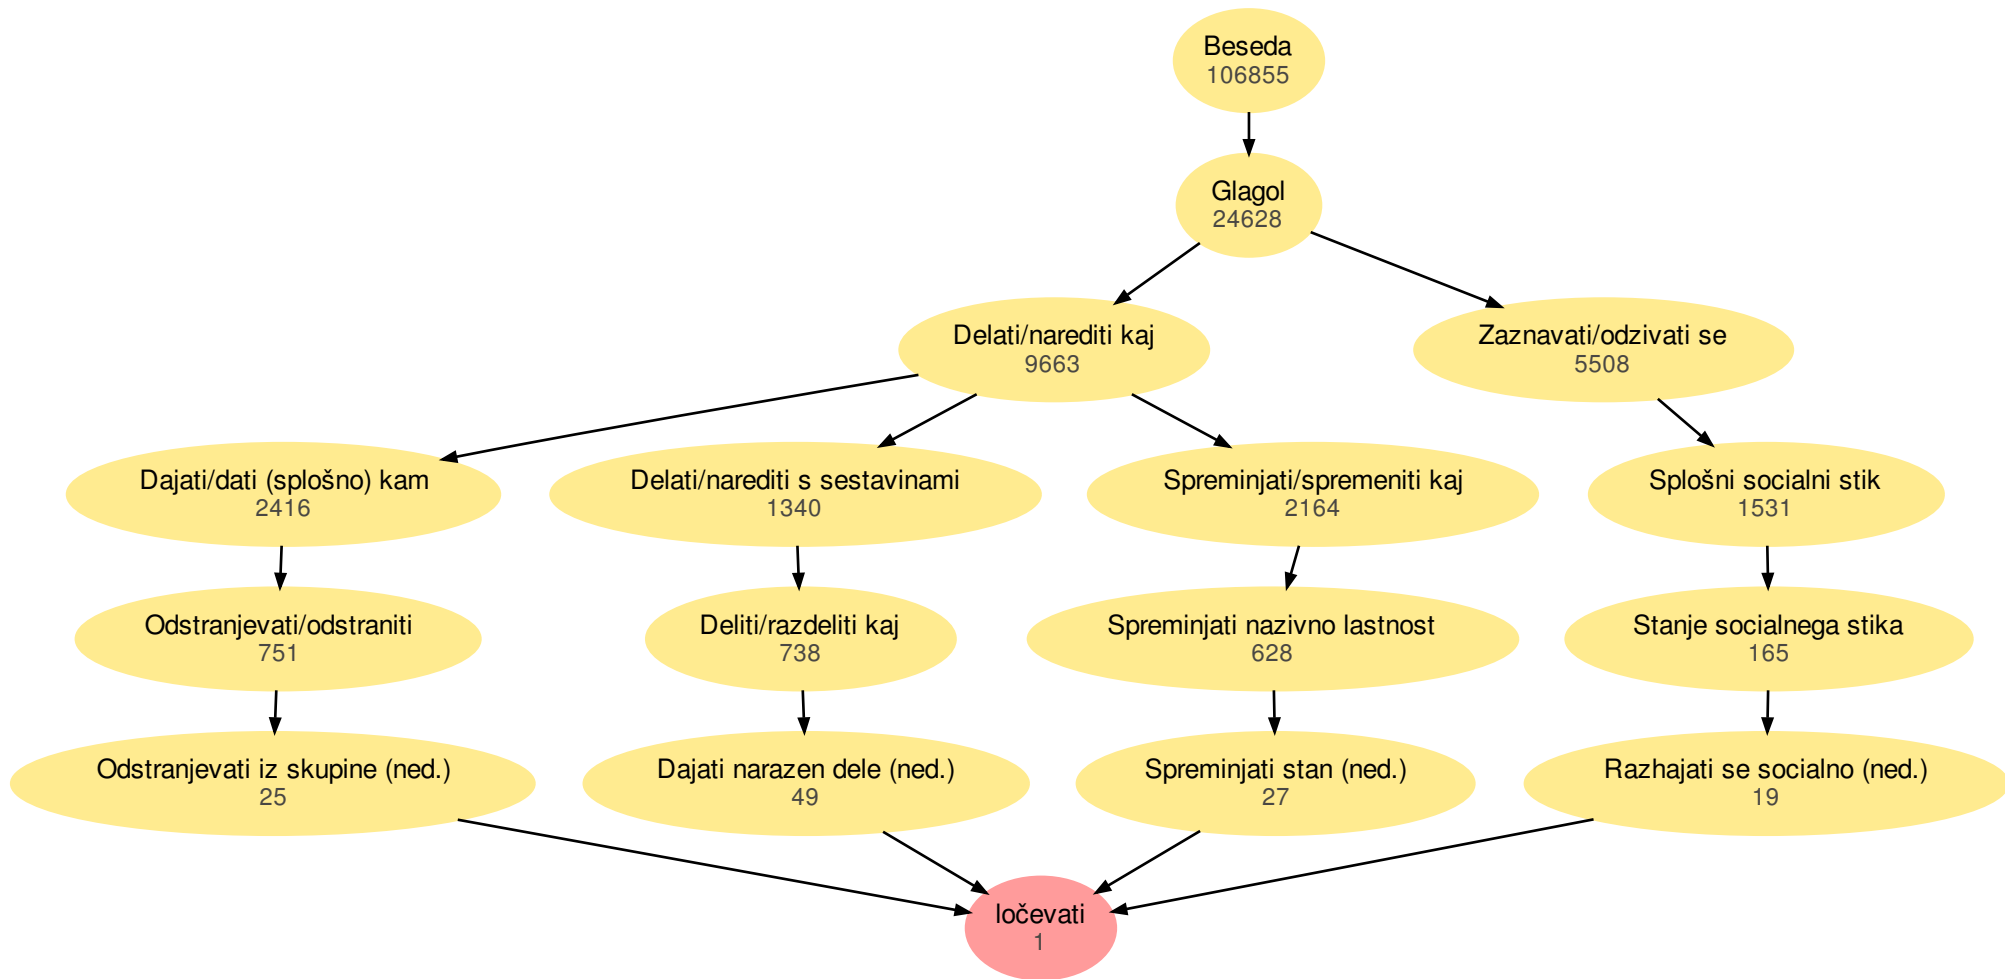 Beseda
106855
Glagol
24628
Delati/narediti kaj
9663
Zaznavati/odzivati se
5508
Dajati/dati (splošno) kam
2416
Delati/narediti s sestavinami
1340
Spreminjati/spremeniti kaj
2164
Splošni socialni stik
1531
Odstranjevati/odstraniti
751
Deliti/razdeliti kaj
738
Spreminjati nazivno lastnost
628
Stanje socialnega stika
165
Odstranjevati iz skupine (ned.)
25
Dajati narazen dele (ned.)
49
Spreminjati stan (ned.)
27
Razhajati se socialno (ned.)
19
ločevati
1